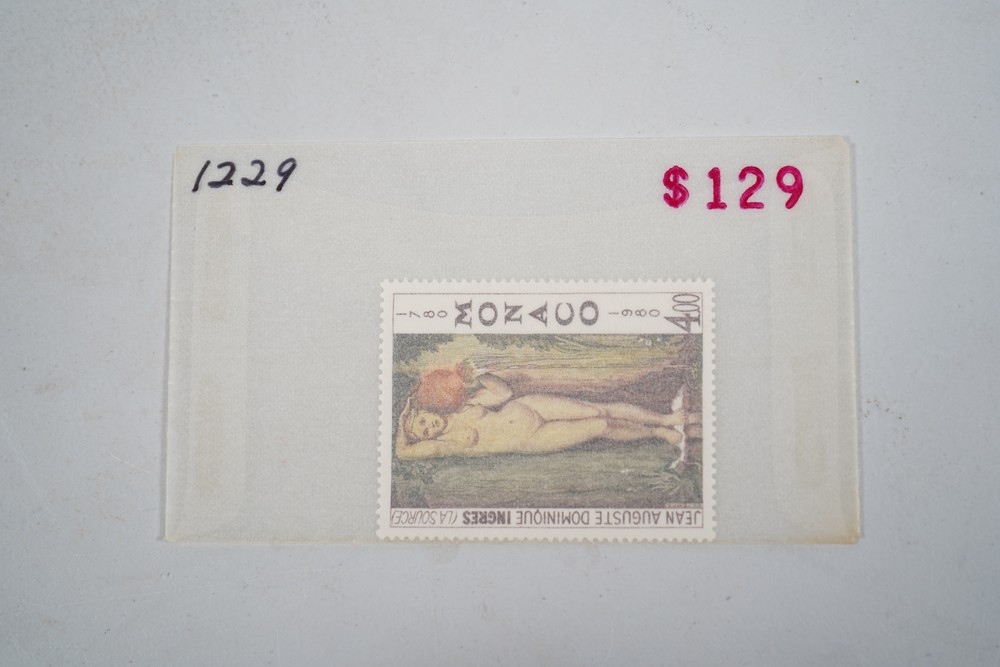 1229
$129
1780 MONACO 1980 4.00
JEAN AUGUSTE DOMINIQUE INGRES (LA SOURCE)